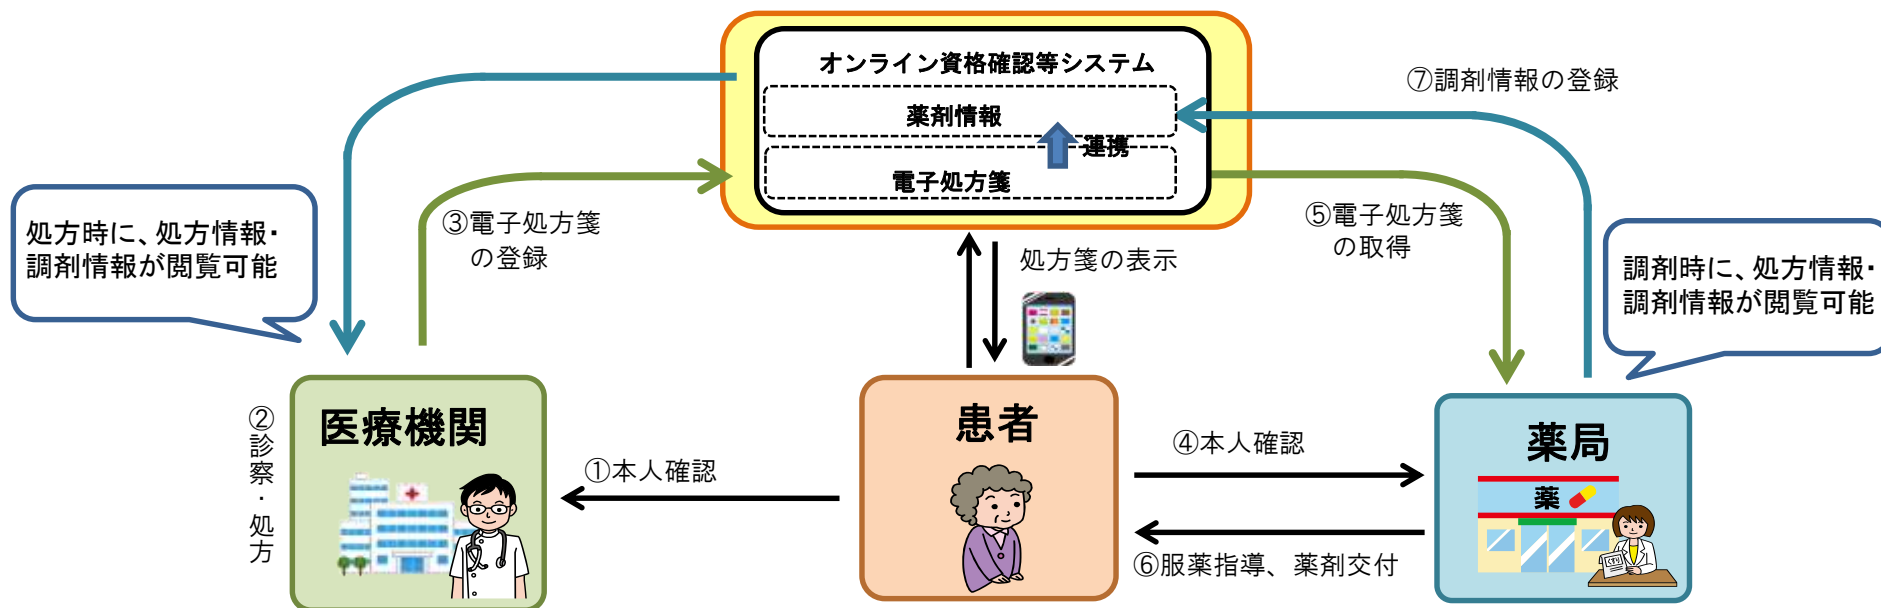 オンライン資格確認等システム
薬剤情報
連携
電子処方箋
⑦調剤情報の登録
処方時に、処方情報・
調剤情報が閲覧可能
③電子処方箋
の登録
処方箋の表示
⑤電子処方箋
の取得
調剤時に、処方情報・
調剤情報が閲覧可能
②診察・処方
医療機関
①本人確認
患者
④本人確認
⑥服薬指導、薬剤交付
薬局
薬